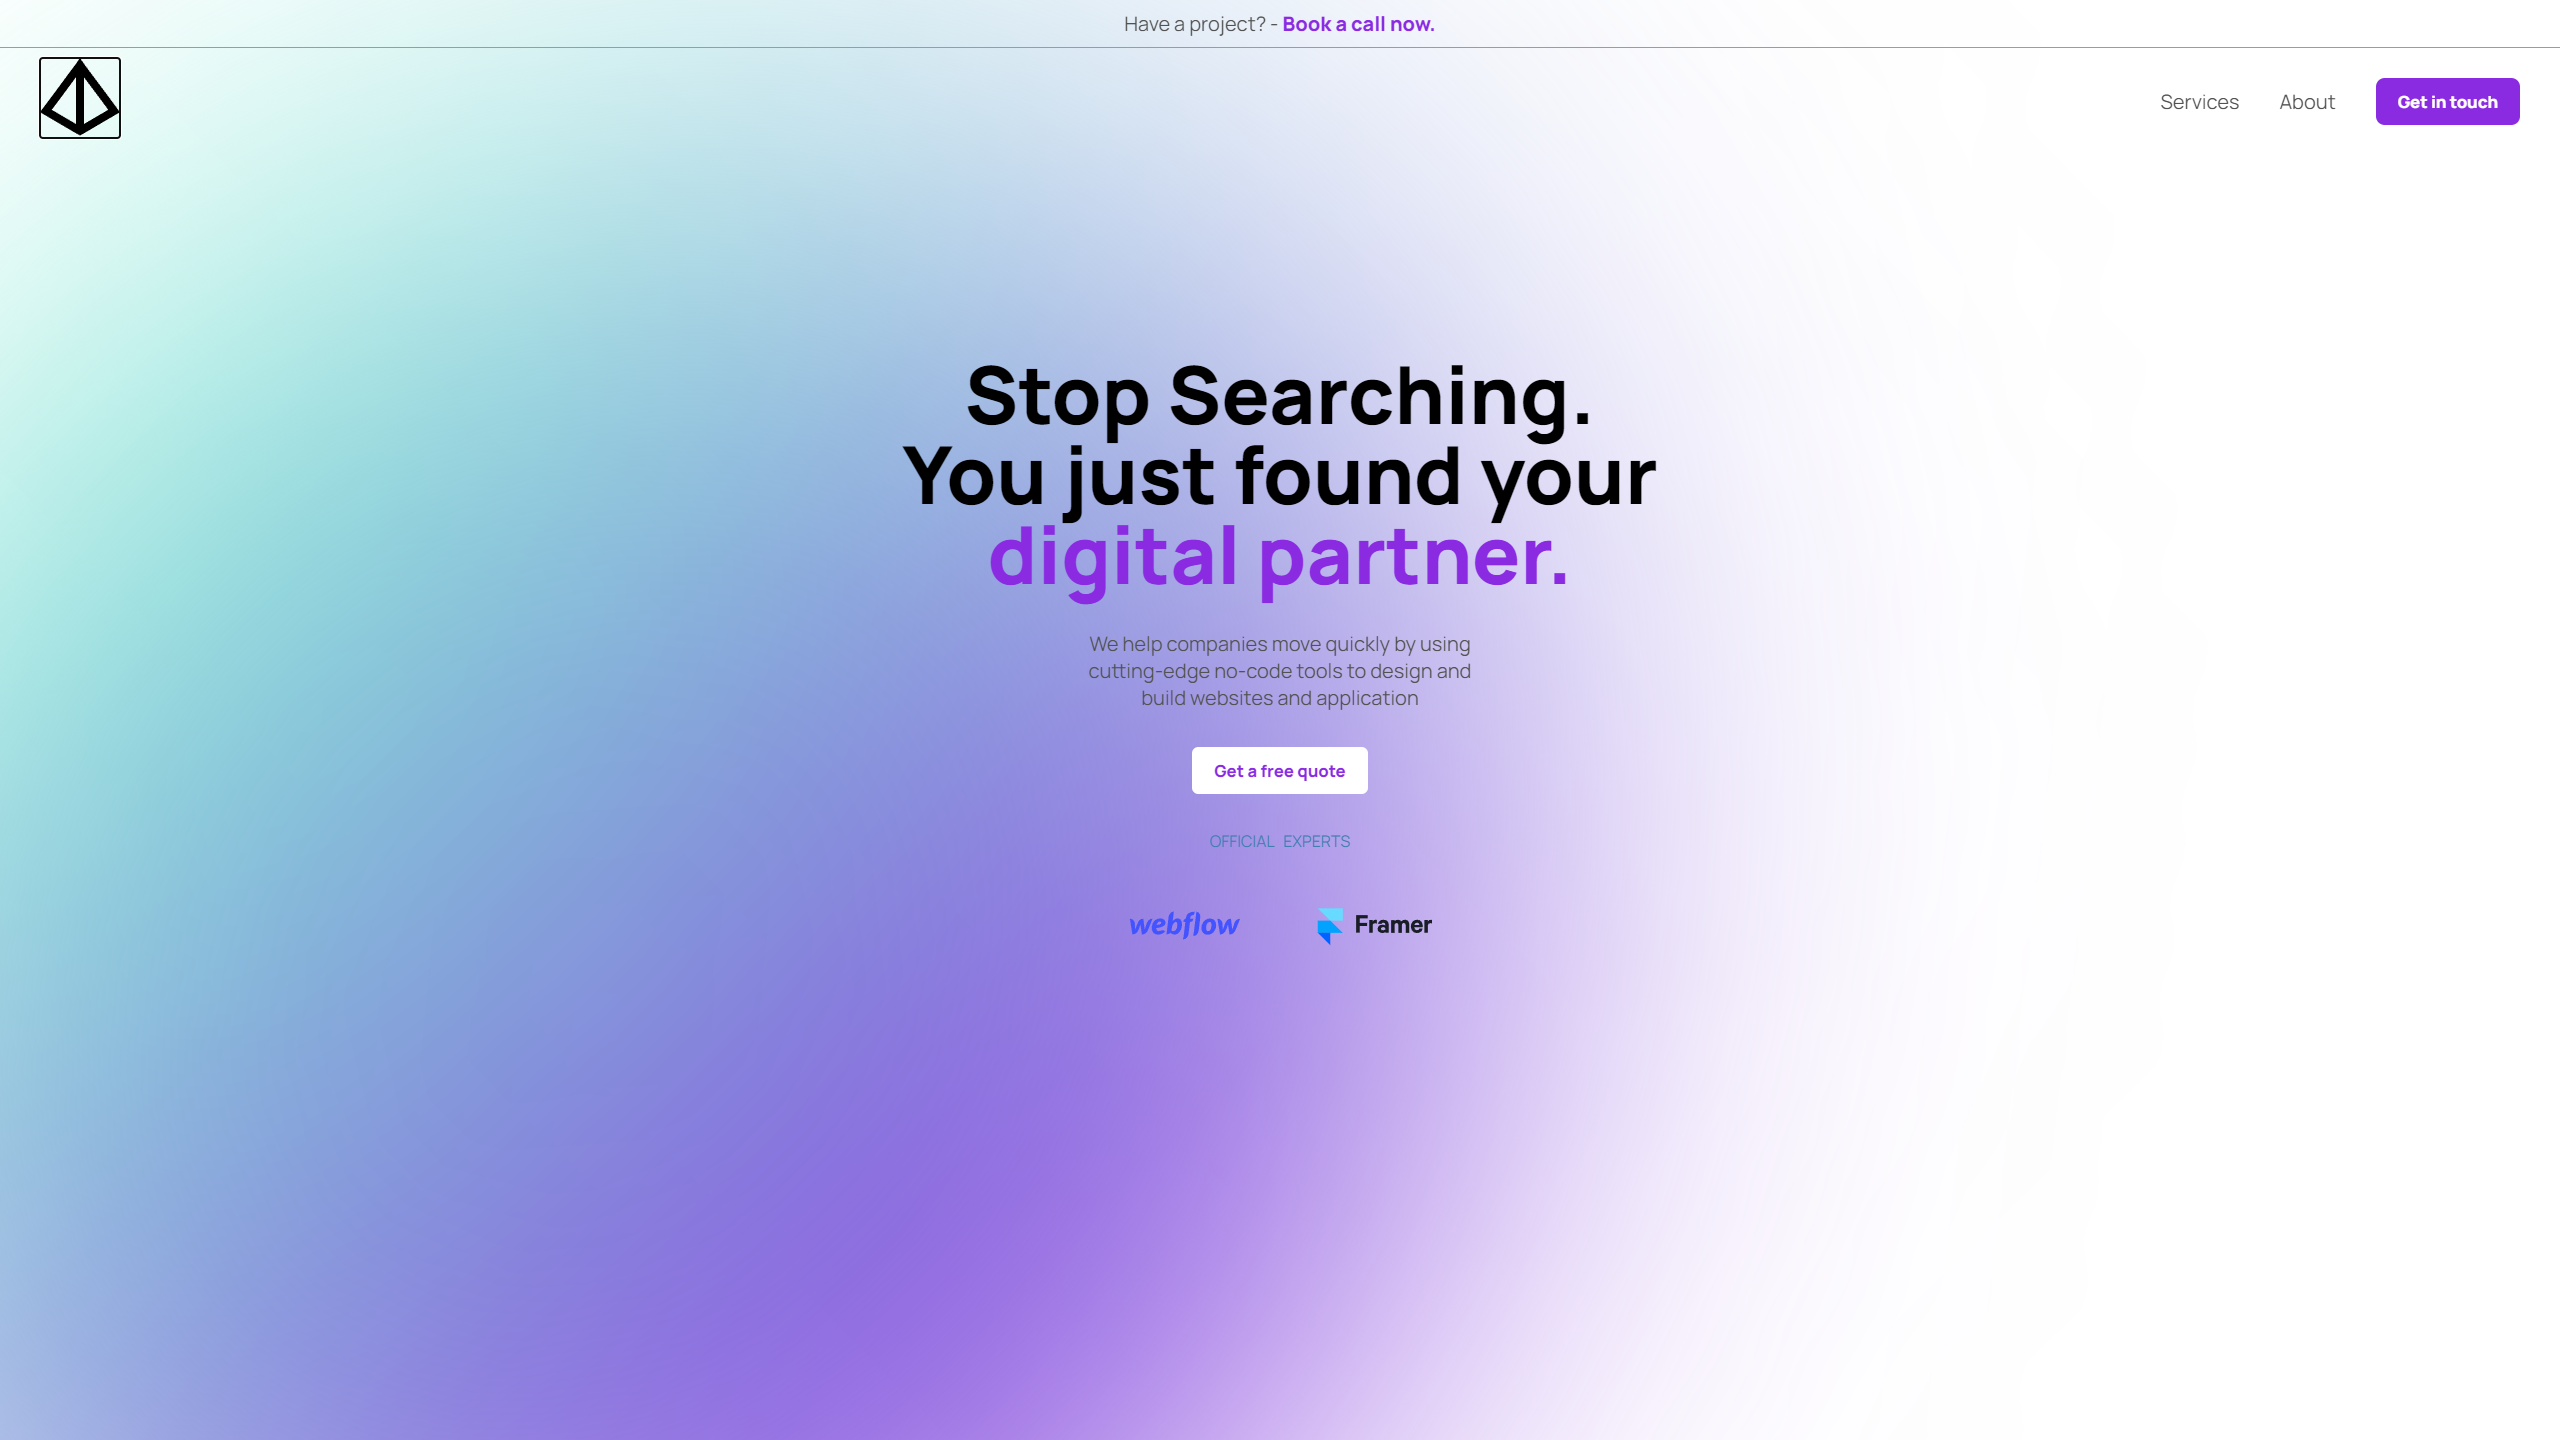 Have a project? - Book a call now.
Services
About
Get in touch
Stop Searching.
You just found your
digital partner.
We help companies move quickly by using
cutting-edge no-code tools to design and
build websites and application
Get a free quote
OFFICIAL EXPERTS
webflow
Framer